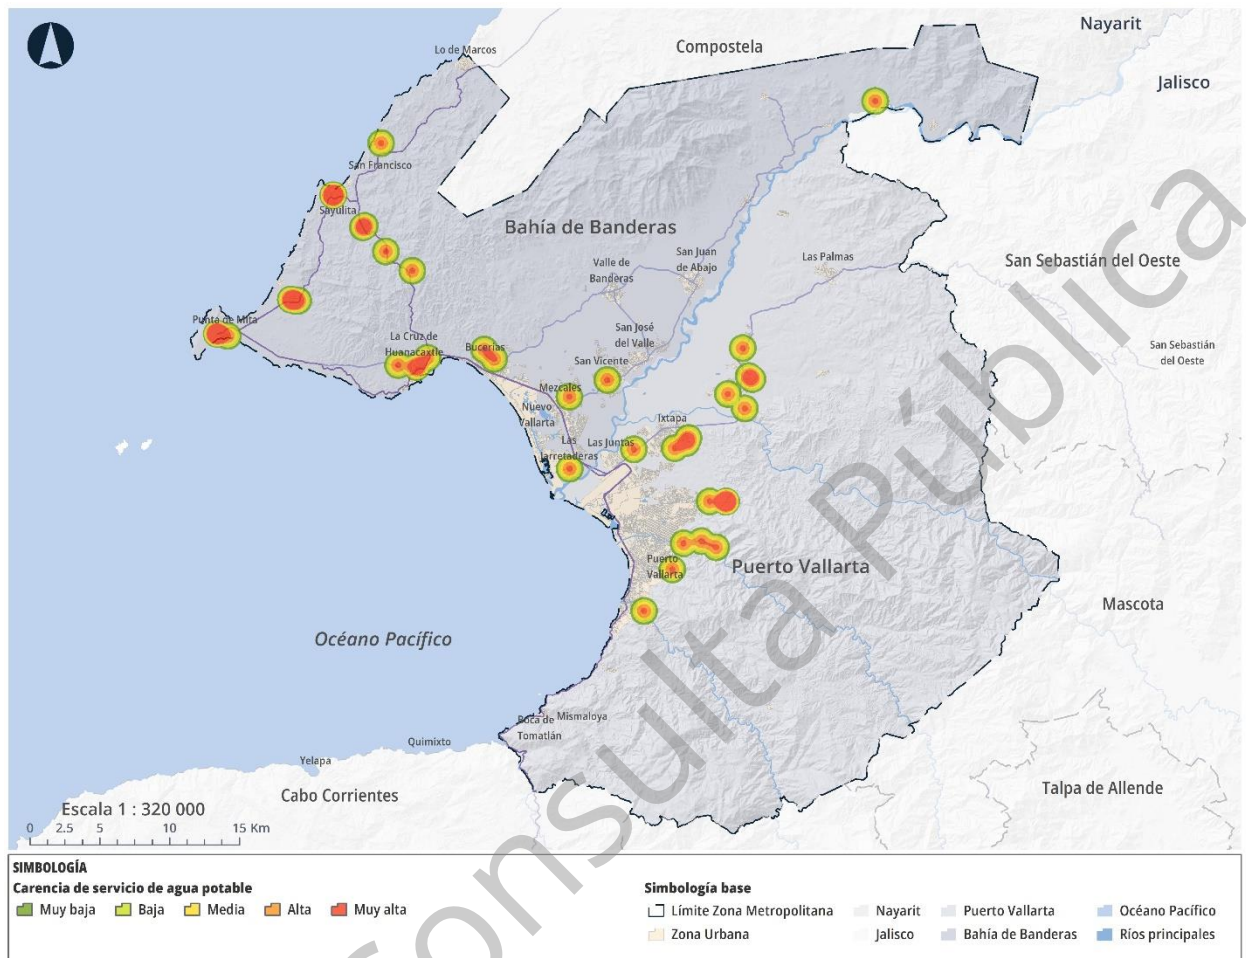 Nayarit
Lo de Marcos
Compostela
Jalisco
San Francisco
Sayulita
Bahía de Banderas
San Juan
de Abajo
Las Palmas
San Sebastián del Oeste
Valle de
Banderas
Punta de Mita
La Cruz de
Huanacaxtle
Bucerías
San José
del Valle
San Vicente
San Sebastián
del Oeste
Mezcales
Nuevo
Vallarta
Ixtapa
Las
Jarretaderas
Las Juntas
Puerto
Vallarta
Puerto Vallarta
Mascota
Océano Pacífico
Boca de
Tomatlán
Mismaloya
Quimixto
Yelapa
Cabo Corrientes
Talpa de Allende
Escala 1 : 320 000
0 2.5 5 10 15 Km
Consulta Pública
SIMBOLOGÍA
Carencia de servicio de agua potable
Muy baja Baja Media Alta Muy alta
Simbología base
Límite Zona Metropolitana Nayarit Puerto Vallarta Océano Pacífico
Zona Urbana Jalisco Bahía de Banderas Ríos principales